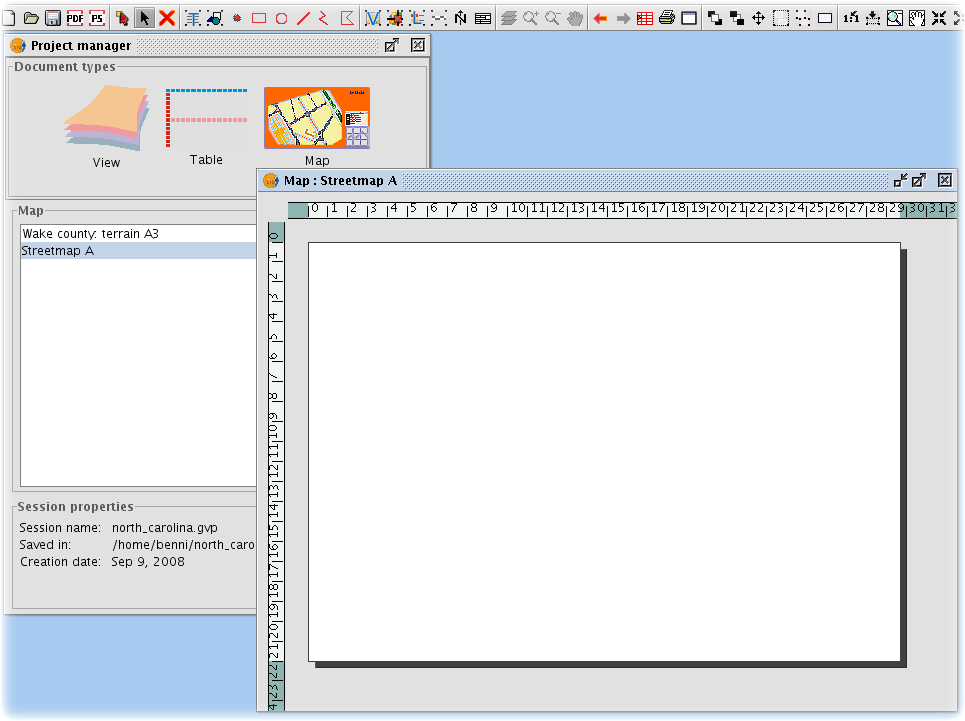 PDF PS N 1:1
Project manager
Document types
View Table Map
Map : Streetmap A
Map
0 1 2 3 4 5 6 7 8 9 10 11 12 13 14 15 16 17 18 19 20 21 22 23 24 25 26 27 28 29 30 31 3
Wake county: terrain A3
Streetmap A
0
1
2
3
4
5
6
7
8
9
10
11
12
13
14
15
16
17
18
19
20
21
22
23
4
Session properties
Session name: north_carolina.gvp
Saved in: /home/benni/north_caro
Creation date: Sep 9, 2008